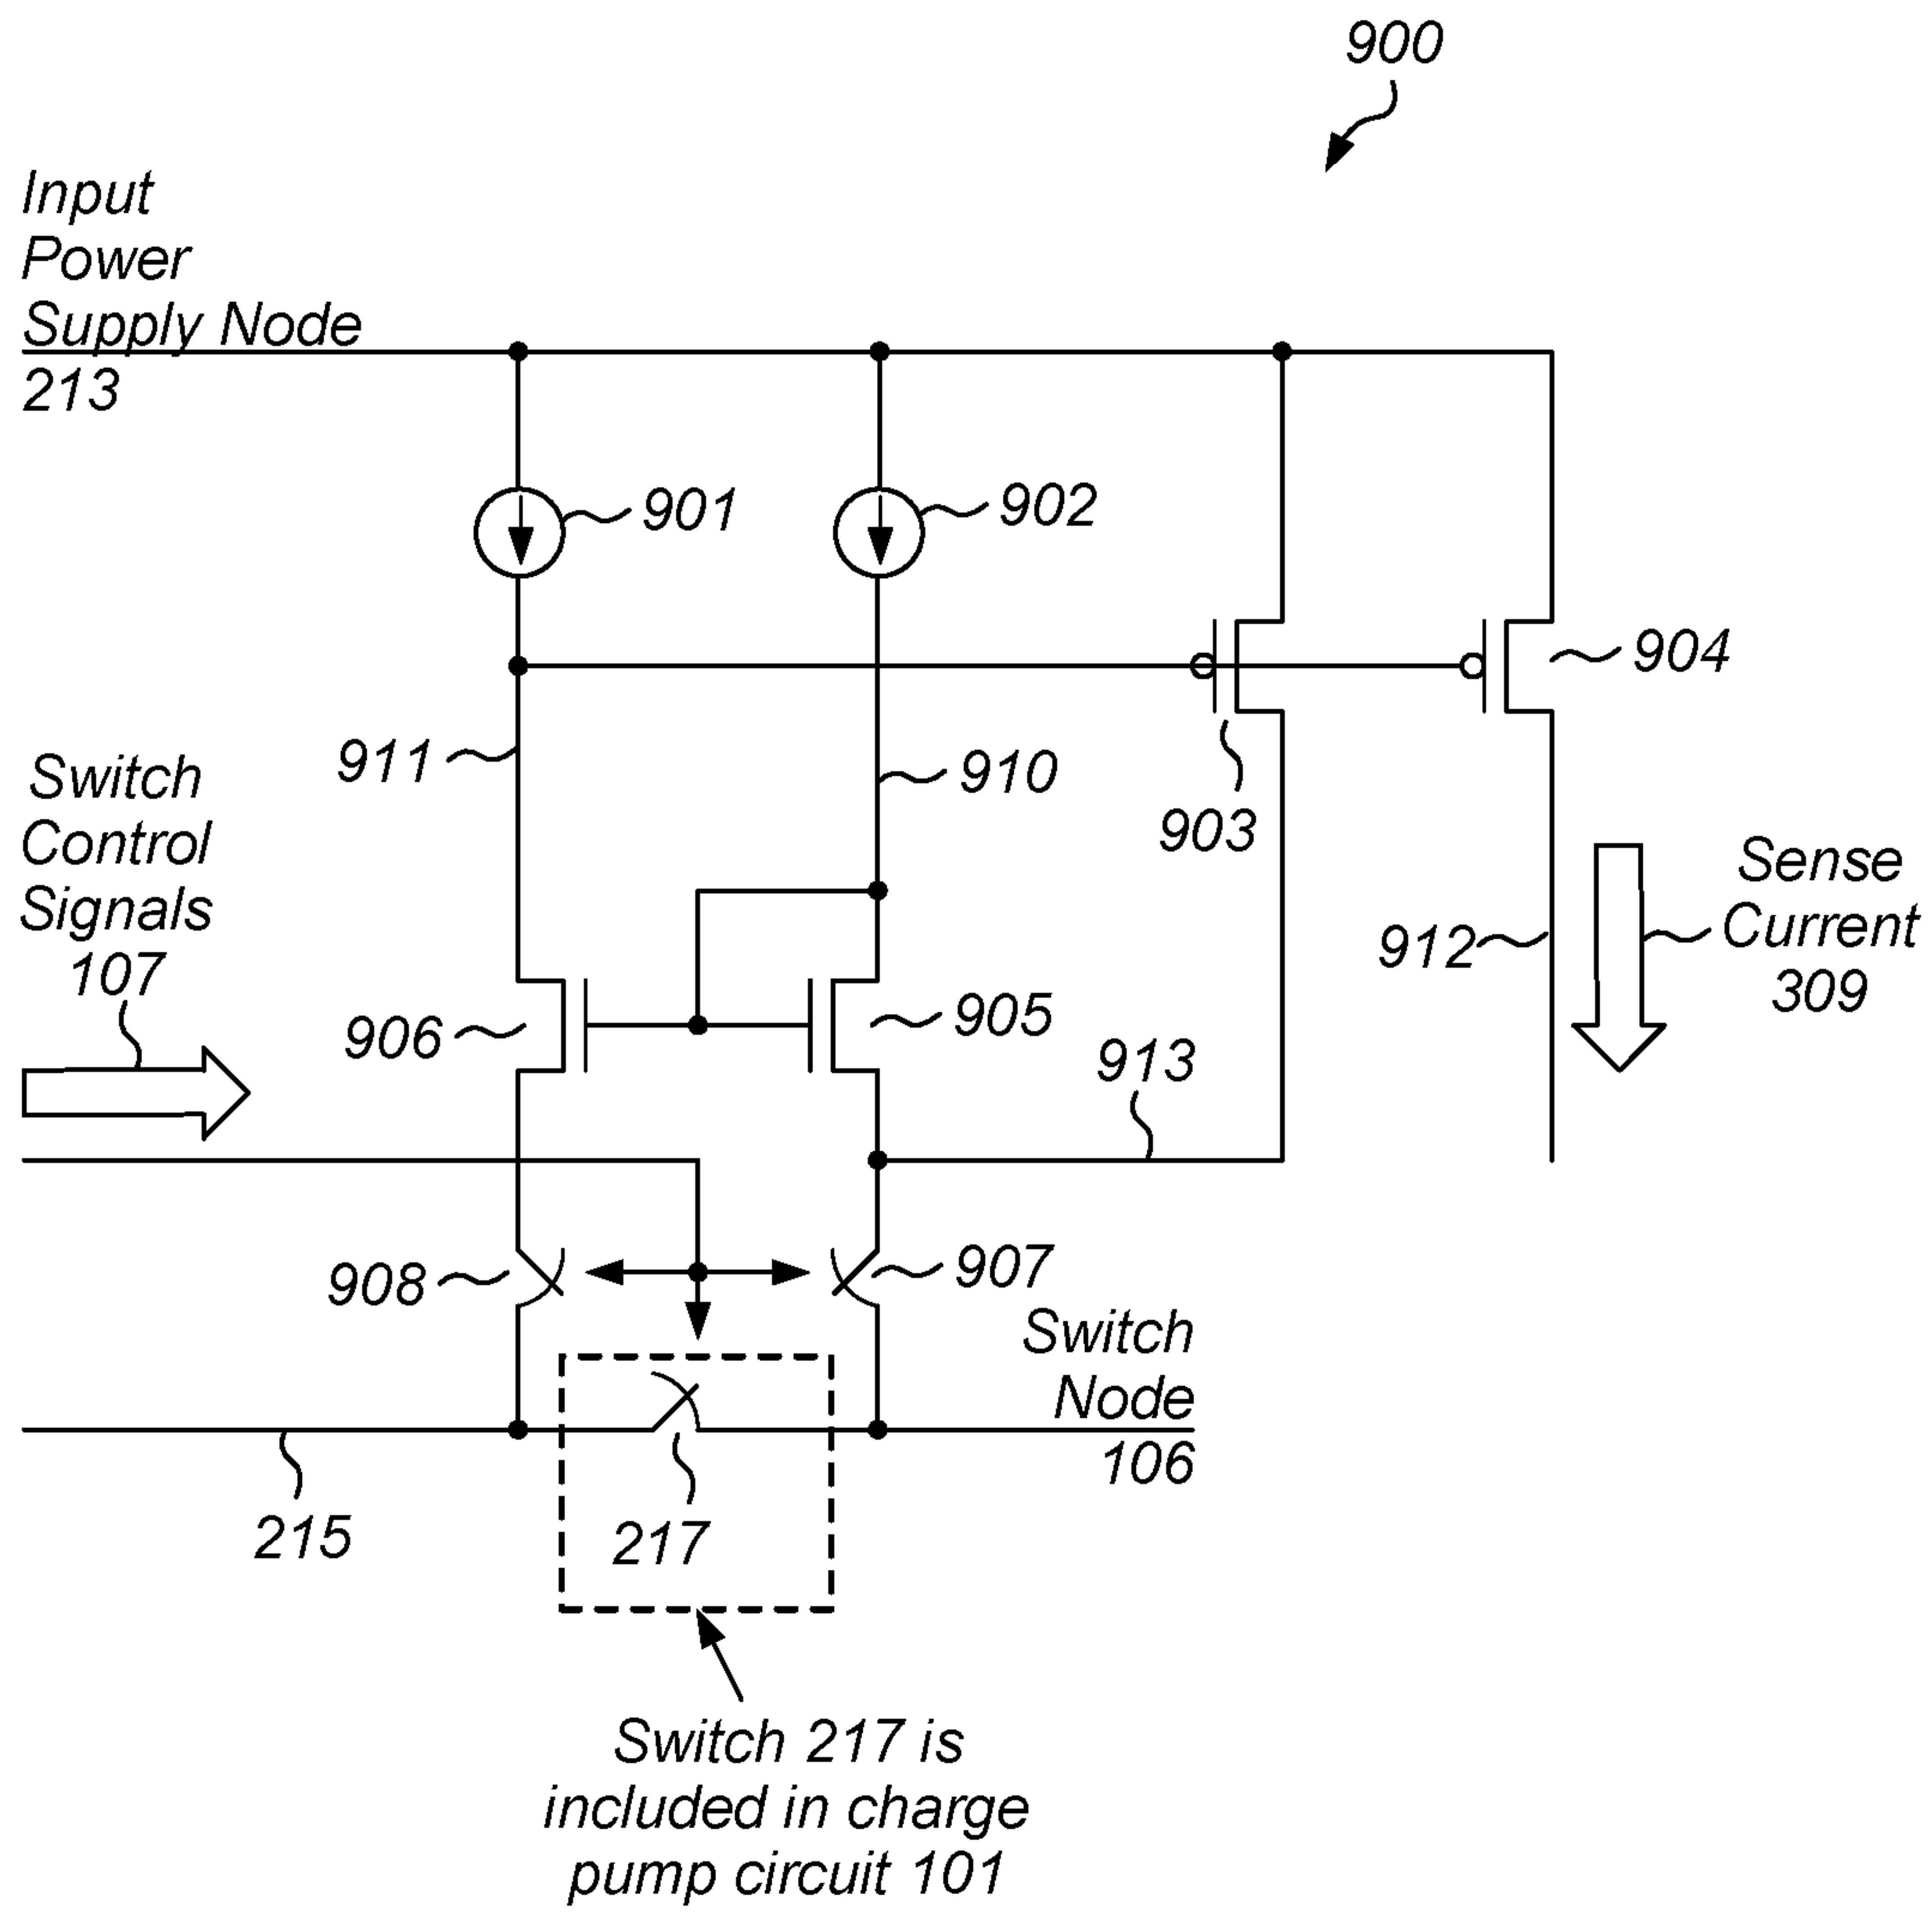 900
Input
Power
Supply Node
213
901
902
904
911
910
903
Switch
Control
Signals
107
Sense
Current
309
912
906
905
913
908
907
Switch
Node
106
215
217
Switch 217 is
included in charge
pump circuit 101